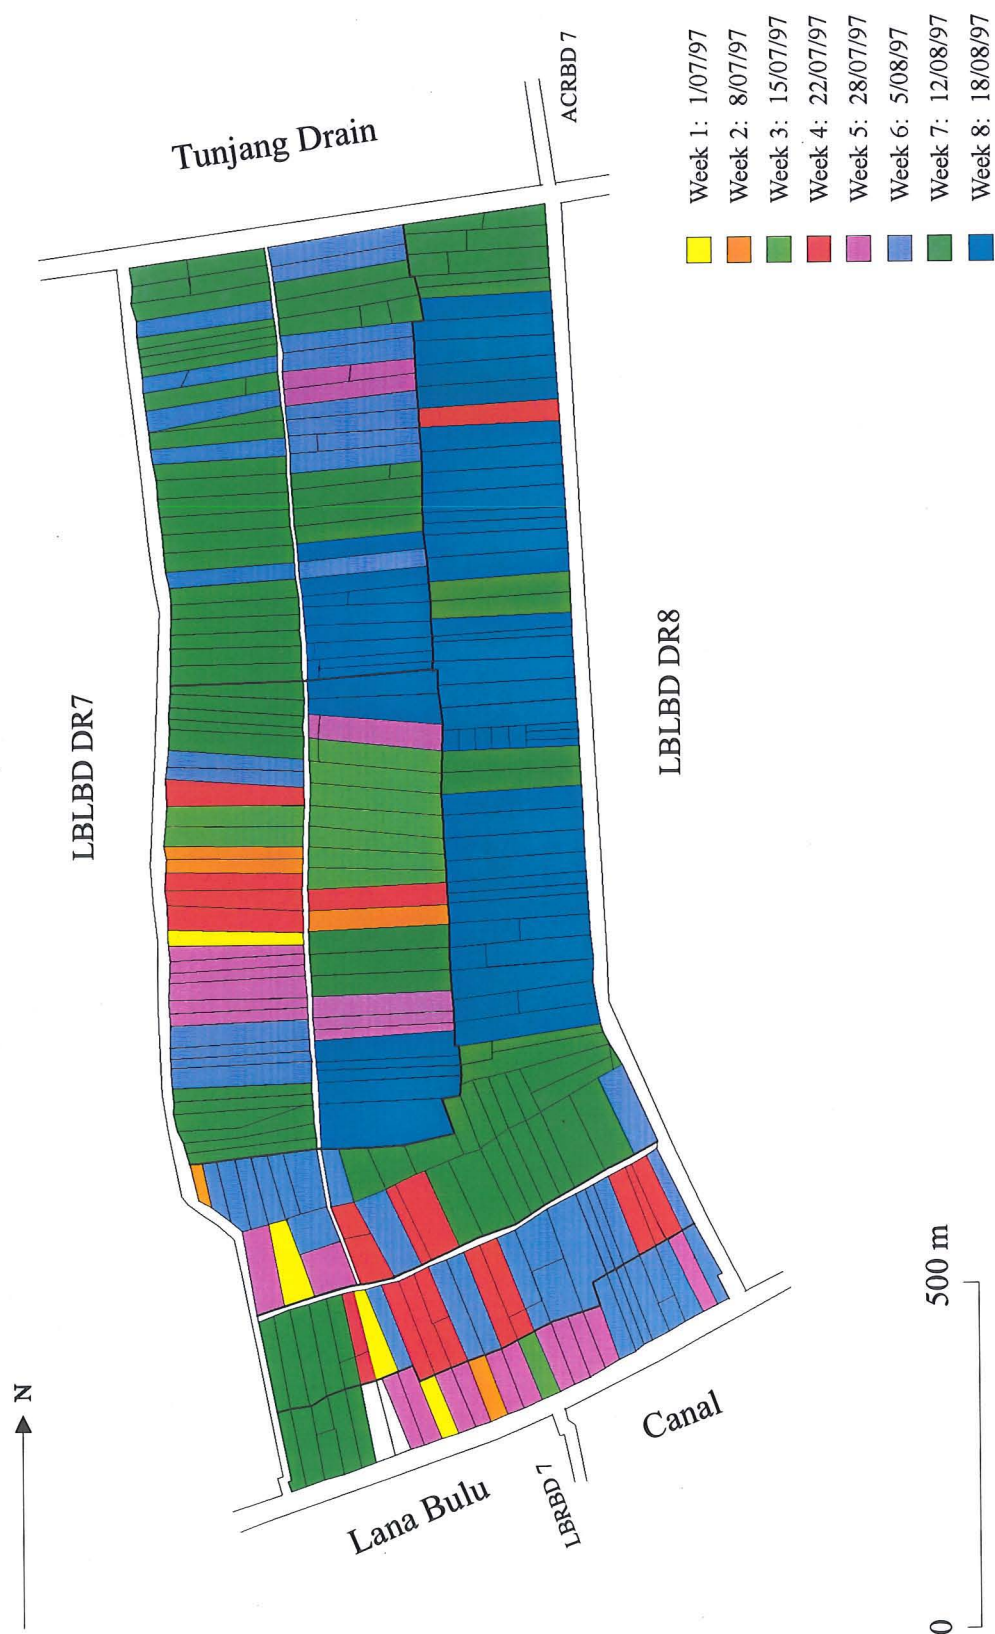 Tunjang Drain
ACRBD 7
LBLBD DR7
LBLBD DR8
Lana Bulu
Canal
LBRBD 7
N
0
500 m
Week 1: 1/07/97
Week 2: 8/07/97
Week 3: 15/07/97
Week 4: 22/07/97
Week 5: 28/07/97
Week 6: 5/08/97
Week 7: 12/08/97
Week 8: 18/08/97